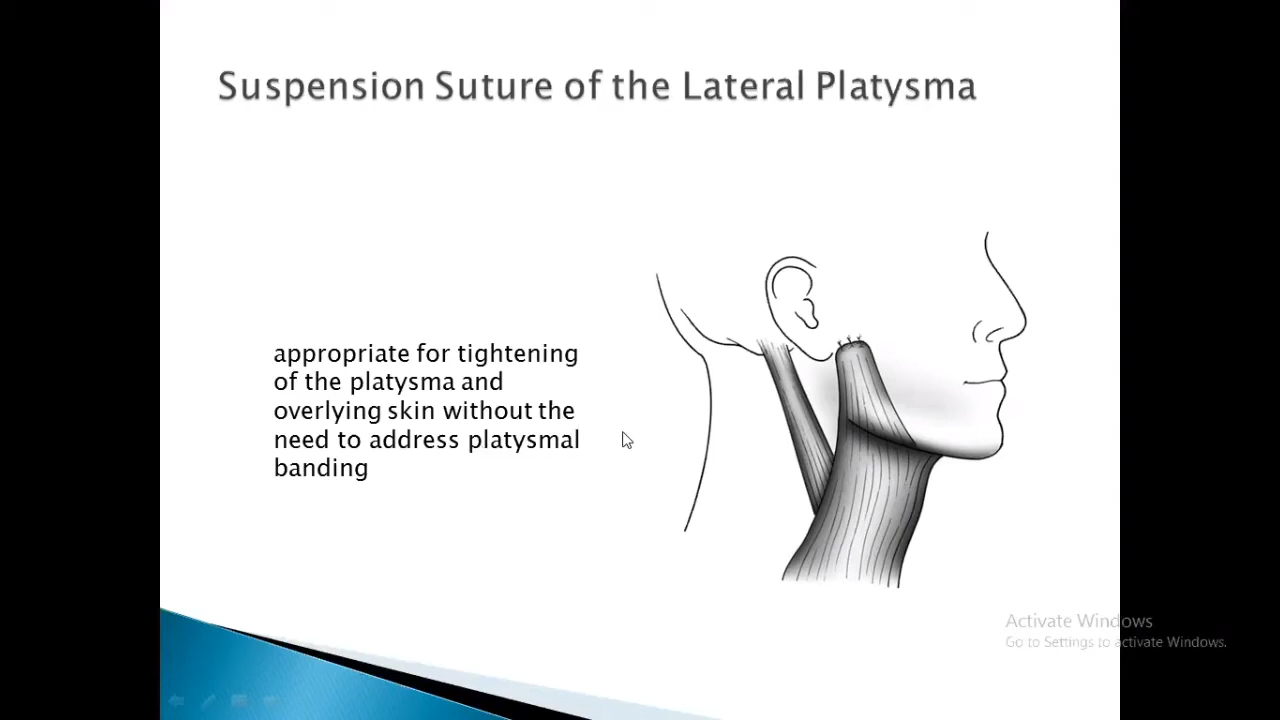 Suspension Suture of the Lateral Platysma
appropriate for tightening
of the platysma and
overlying skin without the
need to address platysmal
banding
Activate Windows
Go to Settings to activate Windows.